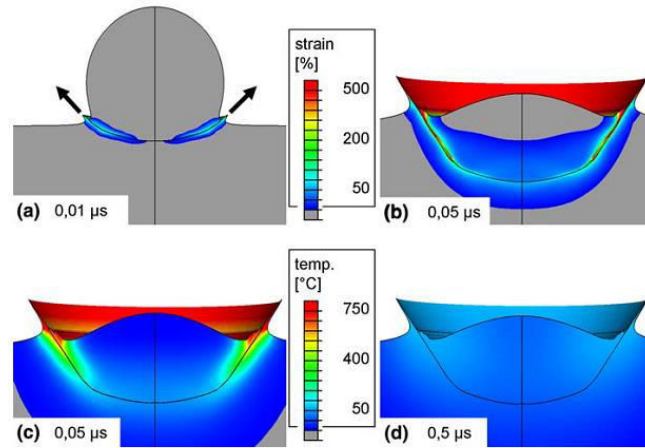 strain
[%]
500
200
50
(a) 0,01 µs
(b) 0,05 µs
temp.
[°C]
750
400
50
(c) 0,05 µs
(d) 0,5 µs